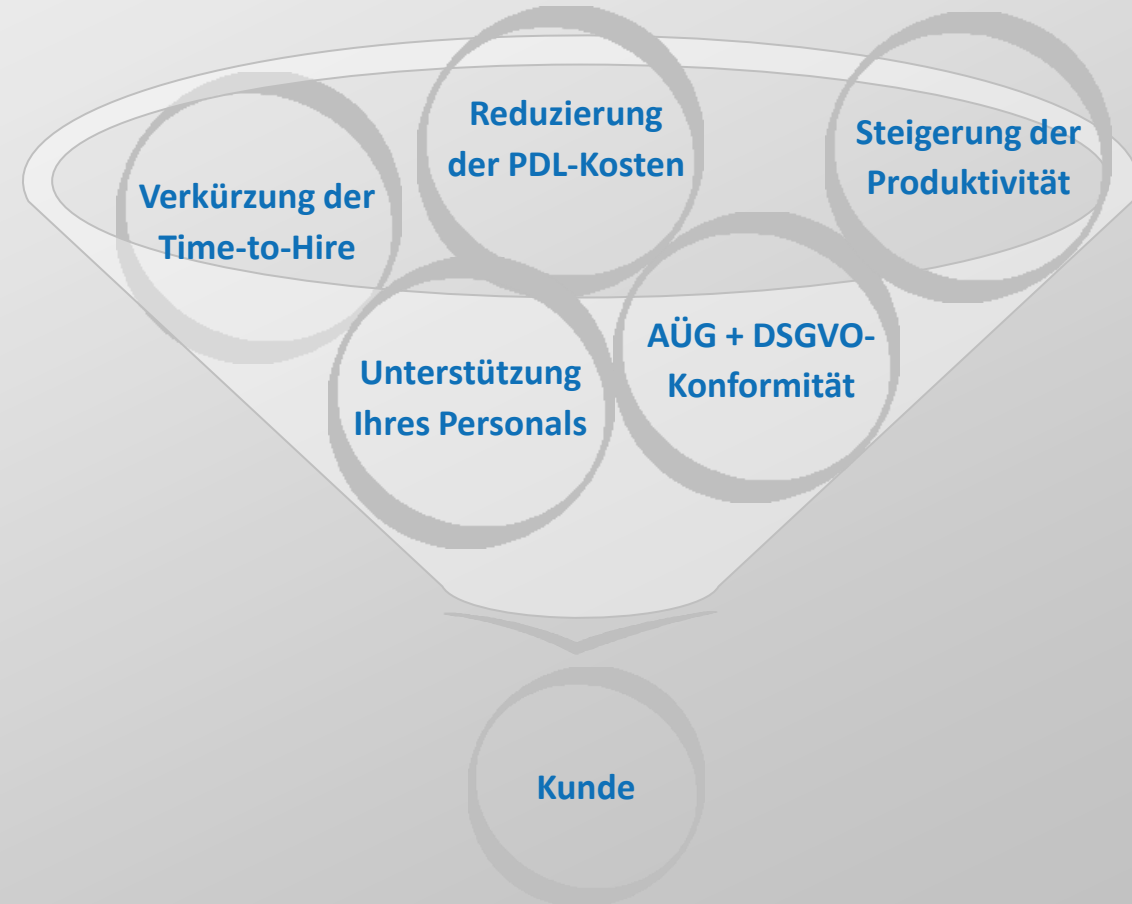 Reduzierung
der PDL-Kosten
Steigerung der
Produktivität
Verkürzung der
Time-to-Hire
AÜG + DSGVO-
Konformität
Unterstützung
Ihres Personals
Kunde